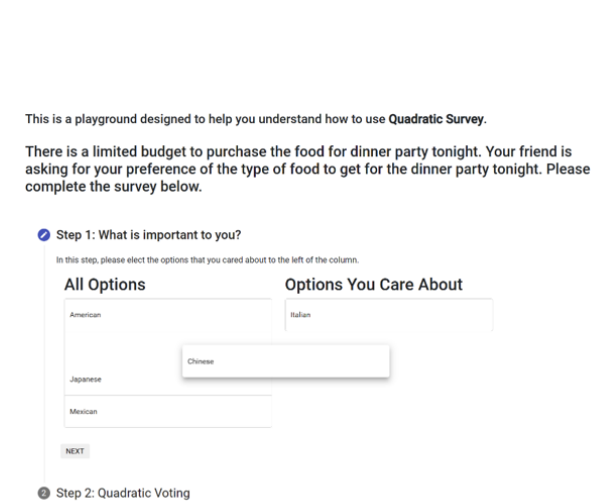 This is a playground designed to help you understand how to use Quadratic Survey.
There is a limited budget to purchase the food for dinner party tonight. Your friend is
asking for your preference of the type of food to get for the dinner party tonight. Please
complete the survey below.
Step 1: What is important to you?
In this step, please elect the options that you cared about to the left of the column.
All Options
Options You Care About
American
Italian
Chinese
Japanese
Mexican
NEXT
2 Step 2: Quadratic Voting